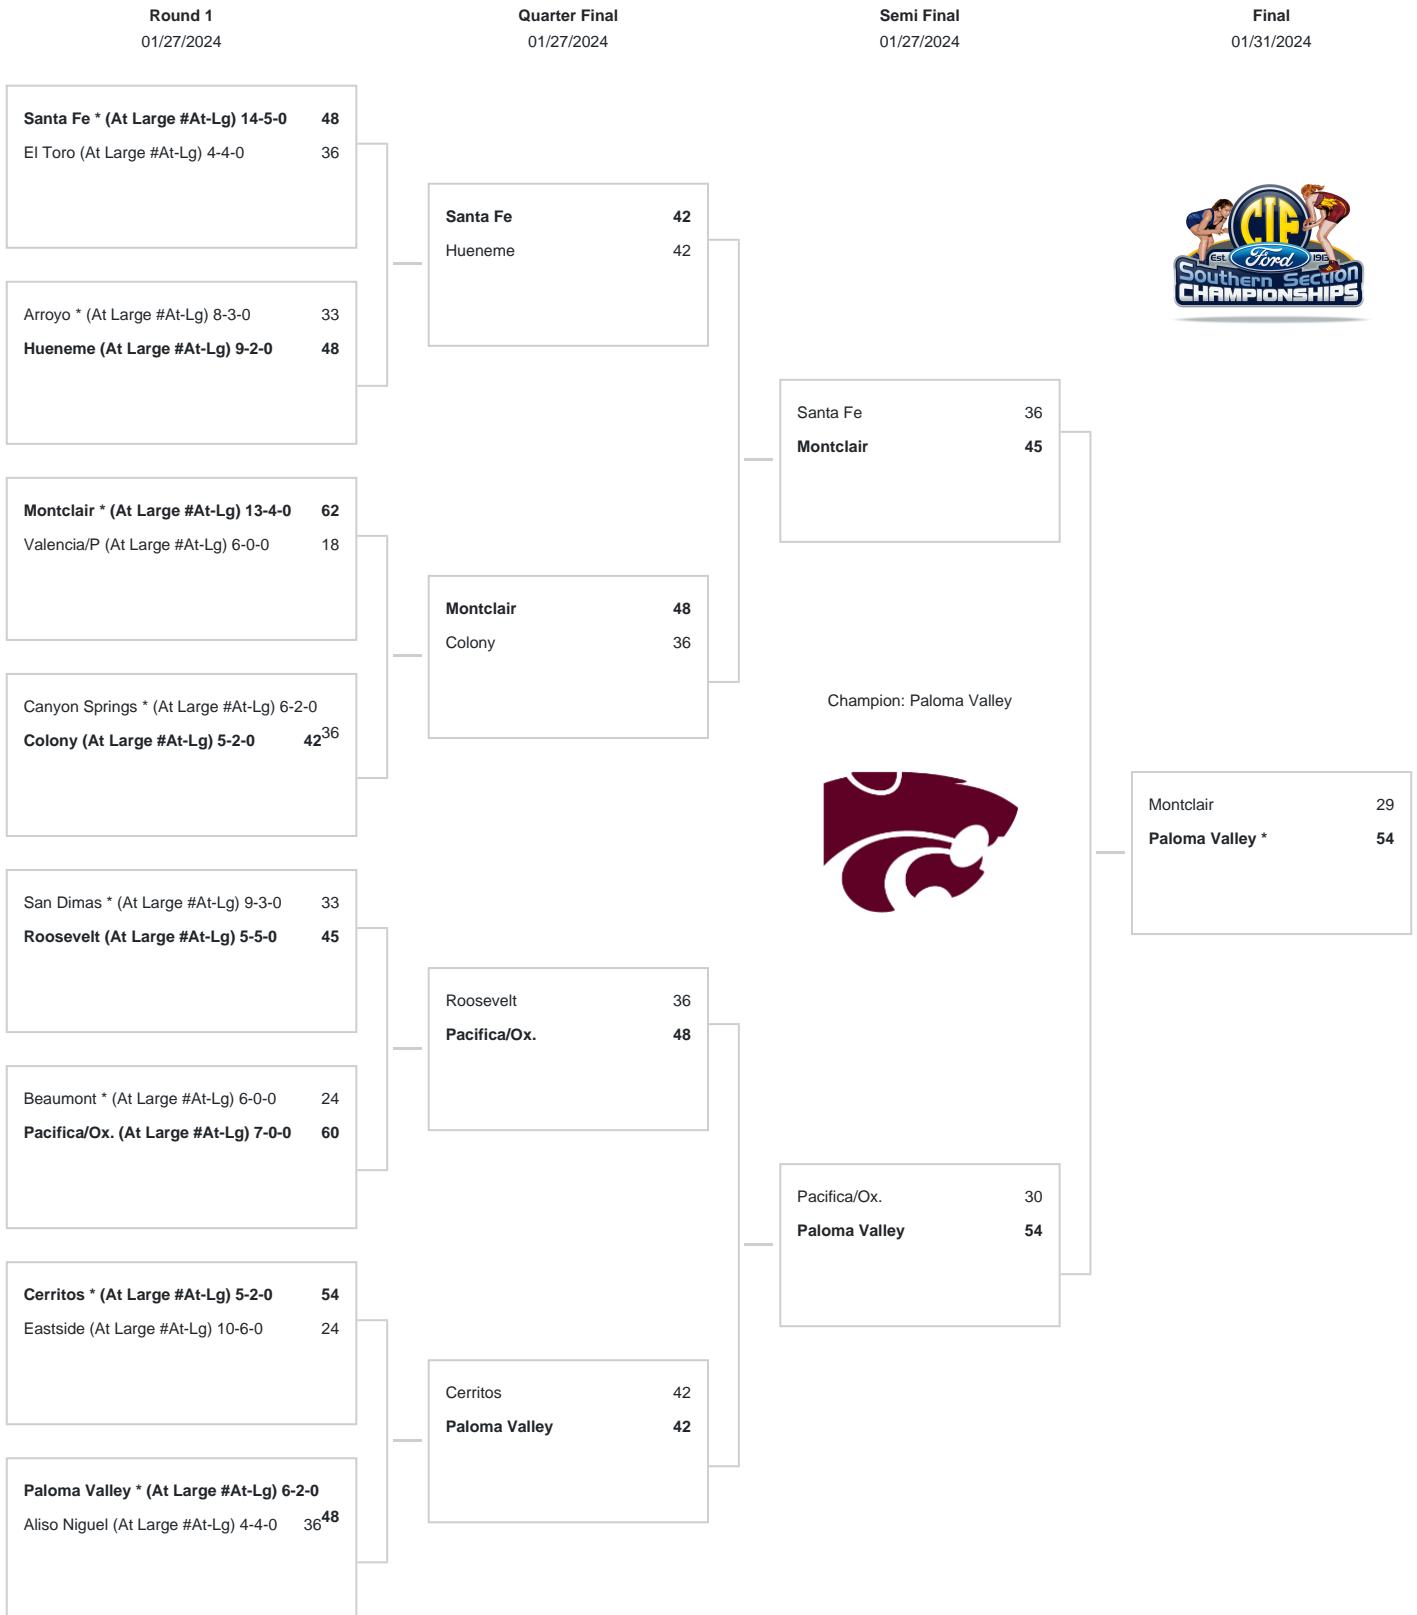 Round 1
01/27/2024
Quarter Final
01/27/2024
Semi Final
01/27/2024
Final
01/31/2024
Santa Fe * (At Large #At-Lg) 14-5-0 48
El Toro (At Large #At-Lg) 4-4-0 36
Arroyo * (At Large #At-Lg) 8-3-0 33
Hueneme (At Large #At-Lg) 9-2-0 48
Montclair * (At Large #At-Lg) 13-4-0 62
Valencia/P (At Large #At-Lg) 6-0-0 18
Canyon Springs * (At Large #At-Lg) 6-2-0 36
Colony (At Large #At-Lg) 5-2-0 42
San Dimas * (At Large #At-Lg) 9-3-0 33
Roosevelt (At Large #At-Lg) 5-5-0 45
Beaumont * (At Large #At-Lg) 6-0-0 24
Pacifica/Ox. (At Large #At-Lg) 7-0-0 60
Cerritos * (At Large #At-Lg) 5-2-0 54
Eastside (At Large #At-Lg) 10-6-0 24
Paloma Valley * (At Large #At-Lg) 6-2-0 48
Aliso Niguel (At Large #At-Lg) 4-4-0 36
Santa Fe 42
Hueneme 42
Montclair 48
Colony 36
Roosevelt 36
Pacifica/Ox. 48
Cerritos 42
Paloma Valley 42
Santa Fe 36
Montclair 45
Champion: Paloma Valley
Pacifica/Ox. 30
Paloma Valley 54
CIF
Est. Ford 1913
Southern Section
CHAMPIONSHIPS
Montclair 29
Paloma Valley * 54